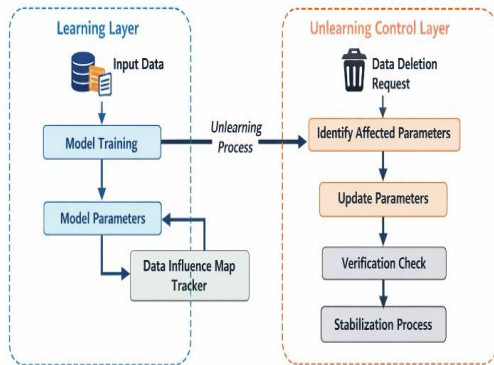 Learning Layer
Input Data
Model Training
Model Parameters
Data Influence Map
Tracker
Unlearning
Process
Unlearning Control Layer
Data Deletion
Request
Identify Affected Parameters
Update Parameters
Verification Check
Stabilization Process